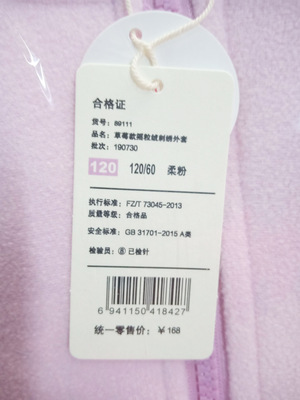 合格证
货号：89111
品名：草莓歇摇粒绒刺绣外套
批次：190730
120 120/60 柔粉
执行标准：FZ/T 73045-2013
质量等级：合格品
安全标准：GB 31701-2015 A类
检验员：⑧ 已检针
6 941150 418427
统一零售价：￥168